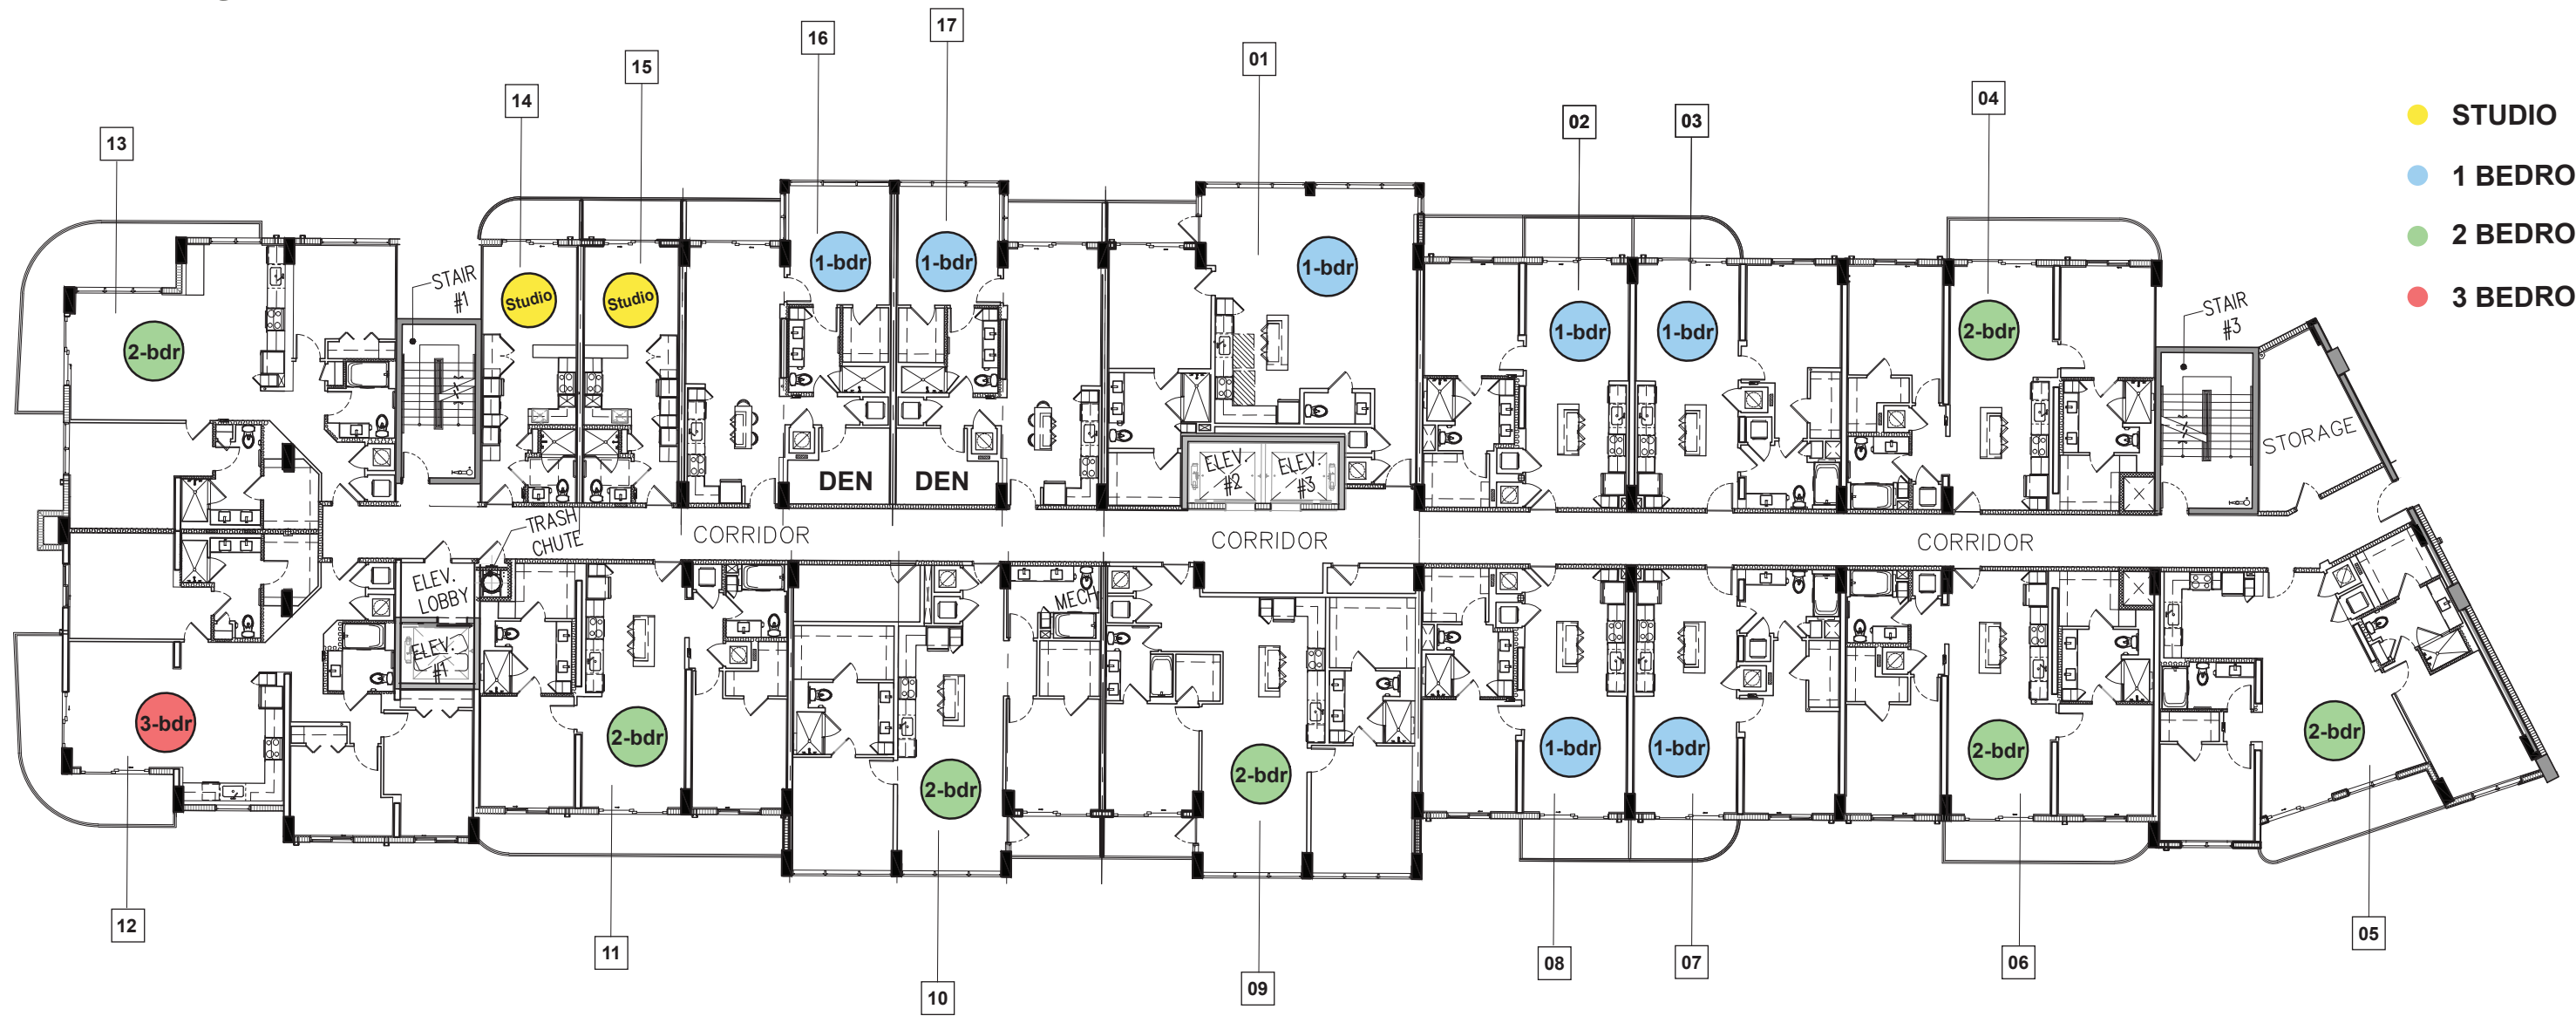 17
16
01
15
14
04
02
03
13
STUDIO
1 BEDRO
2 BEDRO
3 BEDRO
1-bdr
1-bdr
1-bdr
STAIR
#1
Studio
Studio
STAIR
#3
2-bdr
1-bdr
1-bdr
2-bdr
STORAGE
ELEV.
#2
ELEV.
#3
DEN
DEN
TRASH
CHUTE
CORRIDOR
CORRIDOR
CORRIDOR
ELEV.
LOBBY
MECH
ELEV.
#1
3-bdr
2-bdr
2-bdr
2-bdr
1-bdr
1-bdr
2-bdr
2-bdr
12
11
10
09
08
07
06
05